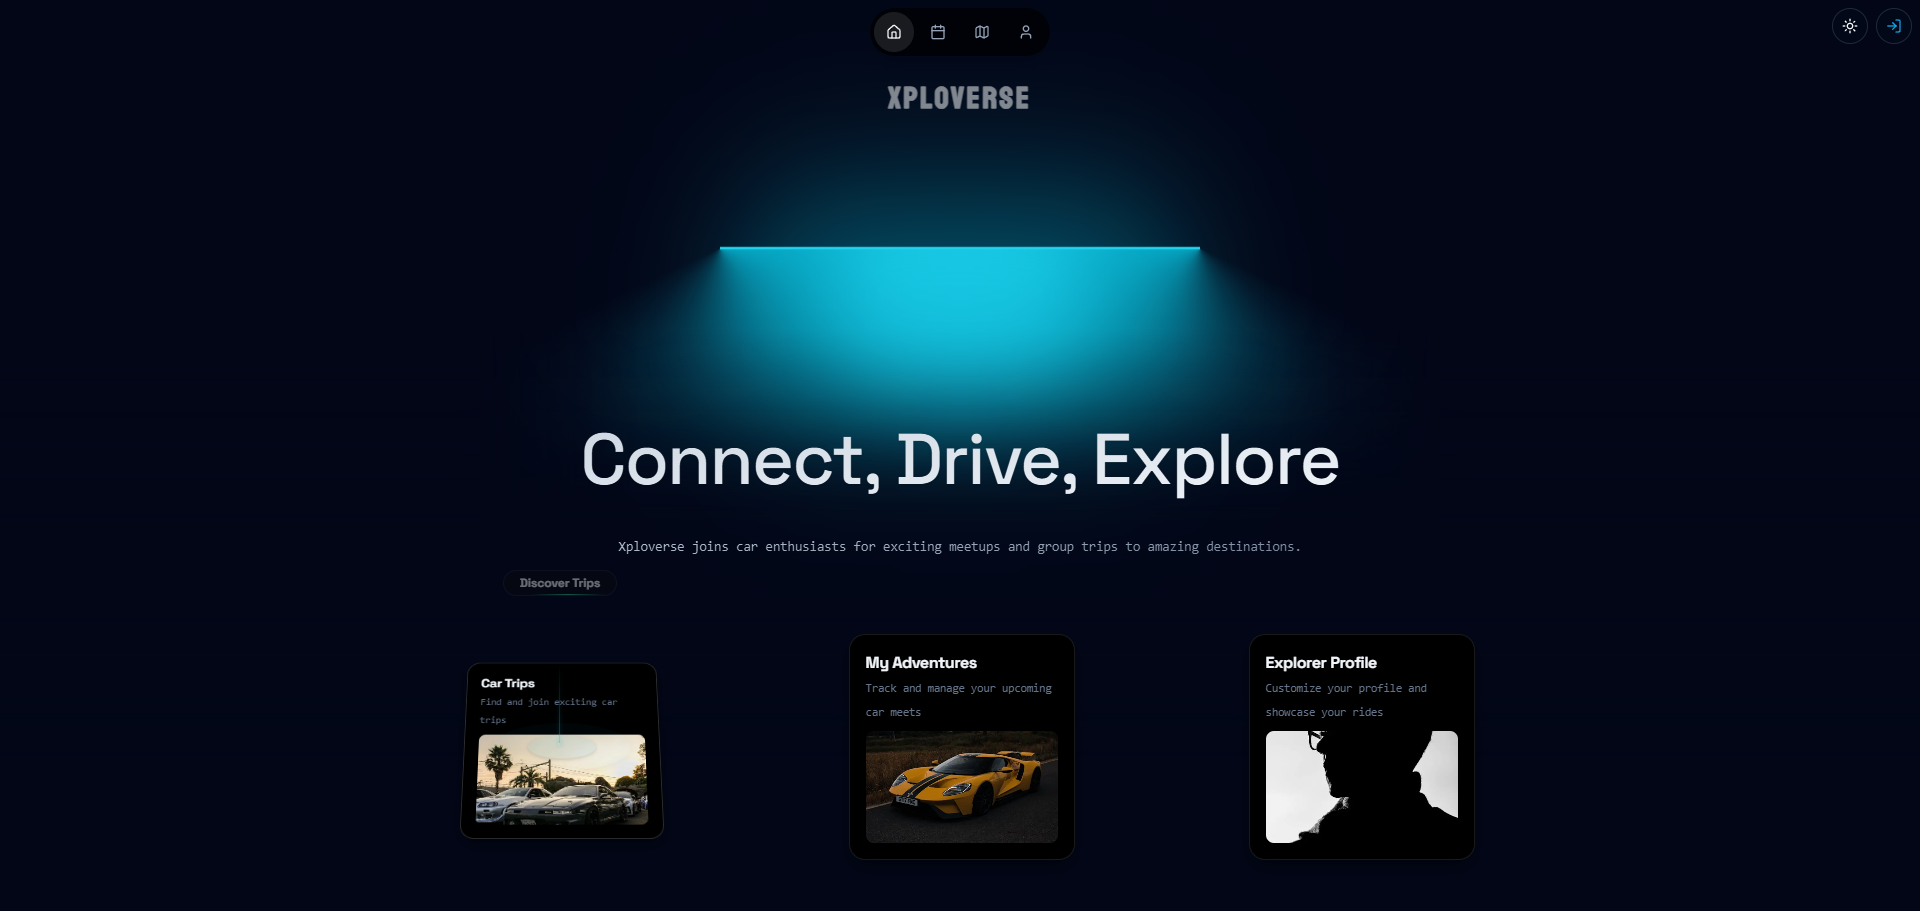 XPLOVERSE
Connect, Drive, Explore
Xploverse joins car enthusiasts for exciting meetups and group trips to amazing destinations.
Discover Trips
Car Trips
Find and join exciting car
trips
My Adventures
Track and manage your upcoming
car meets
Explorer Profile
Customize your profile and
showcase your rides